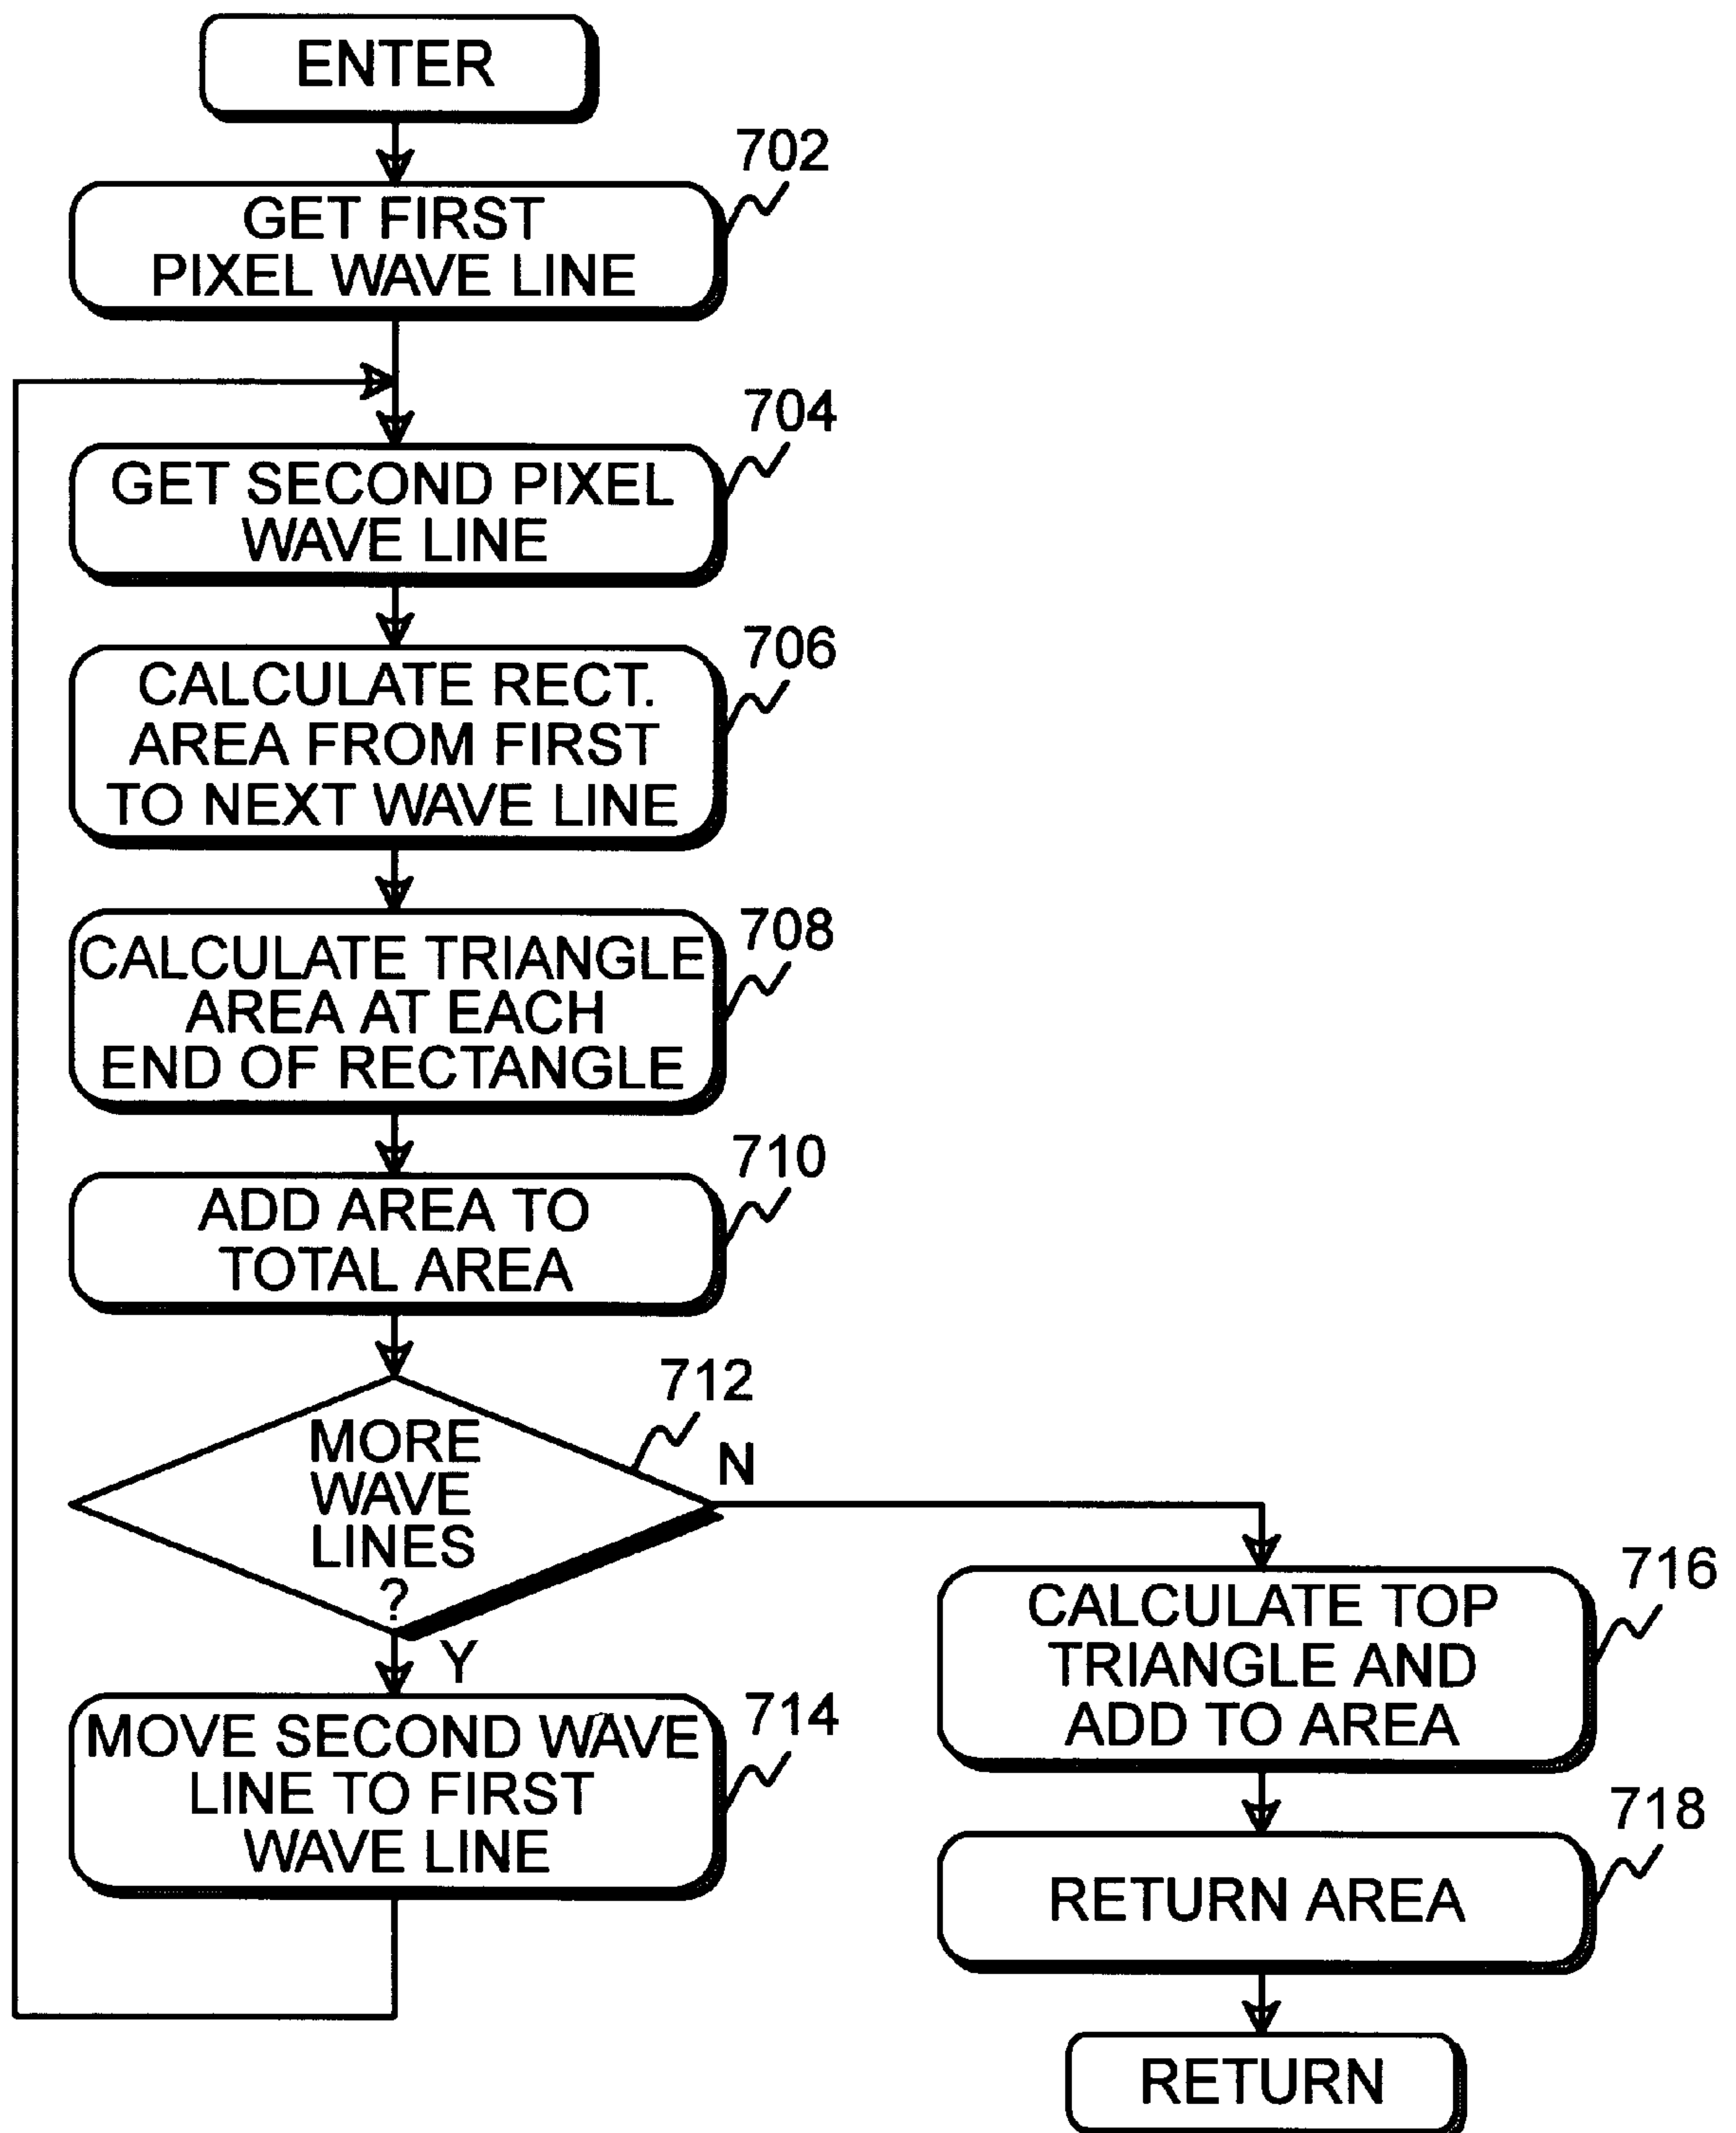 ENTER
702
GET FIRST
PIXEL WAVE LINE
704
GET SECOND PIXEL
WAVE LINE
706
CALCULATE RECT.
AREA FROM FIRST
TO NEXT WAVE LINE
708
CALCULATE TRIANGLE
AREA AT EACH
END OF RECTANGLE
710
ADD AREA TO
TOTAL AREA
712
MORE
WAVE
LINES
?
N
Y
714
MOVE SECOND WAVE
LINE TO FIRST
WAVE LINE
716
CALCULATE TOP
TRIANGLE AND
ADD TO AREA
718
RETURN AREA
RETURN